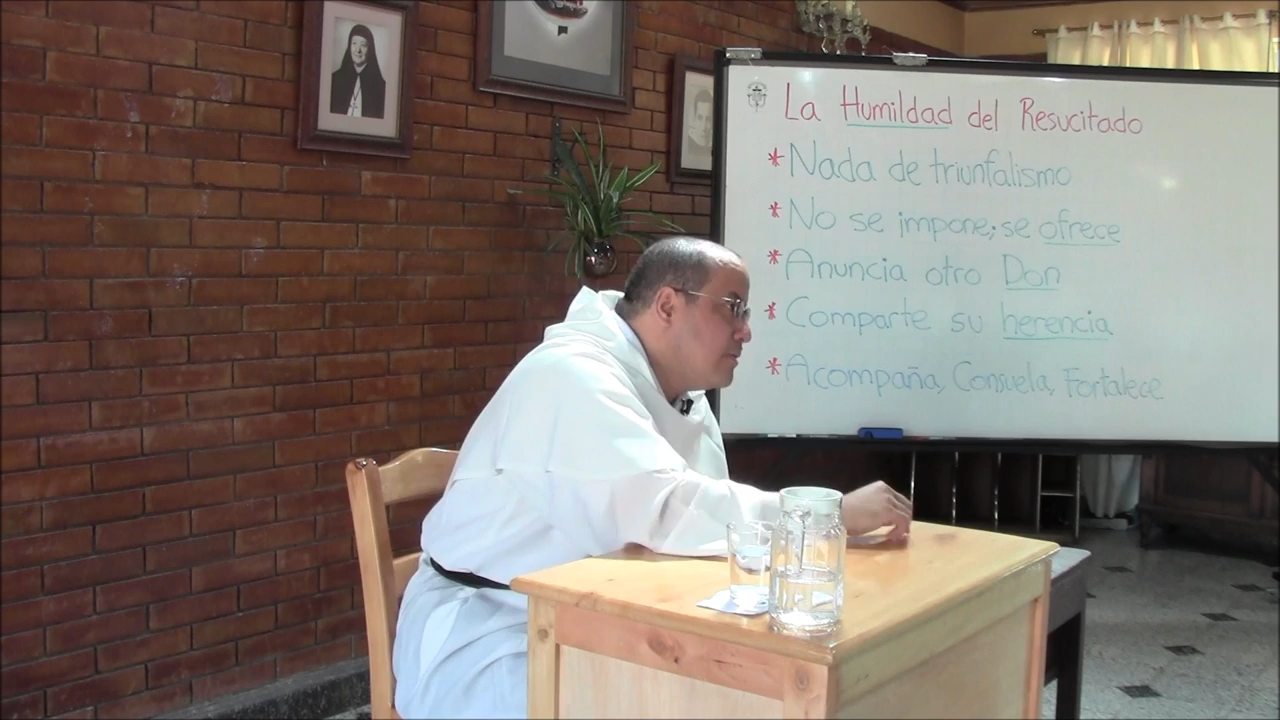 La Humildad del Resucitado
* Nada de triunfalismo
* No se impone; se ofrece
* Anuncia otro Don
* Comparte su herencia
* Acompaña, Consuela, Fortalece